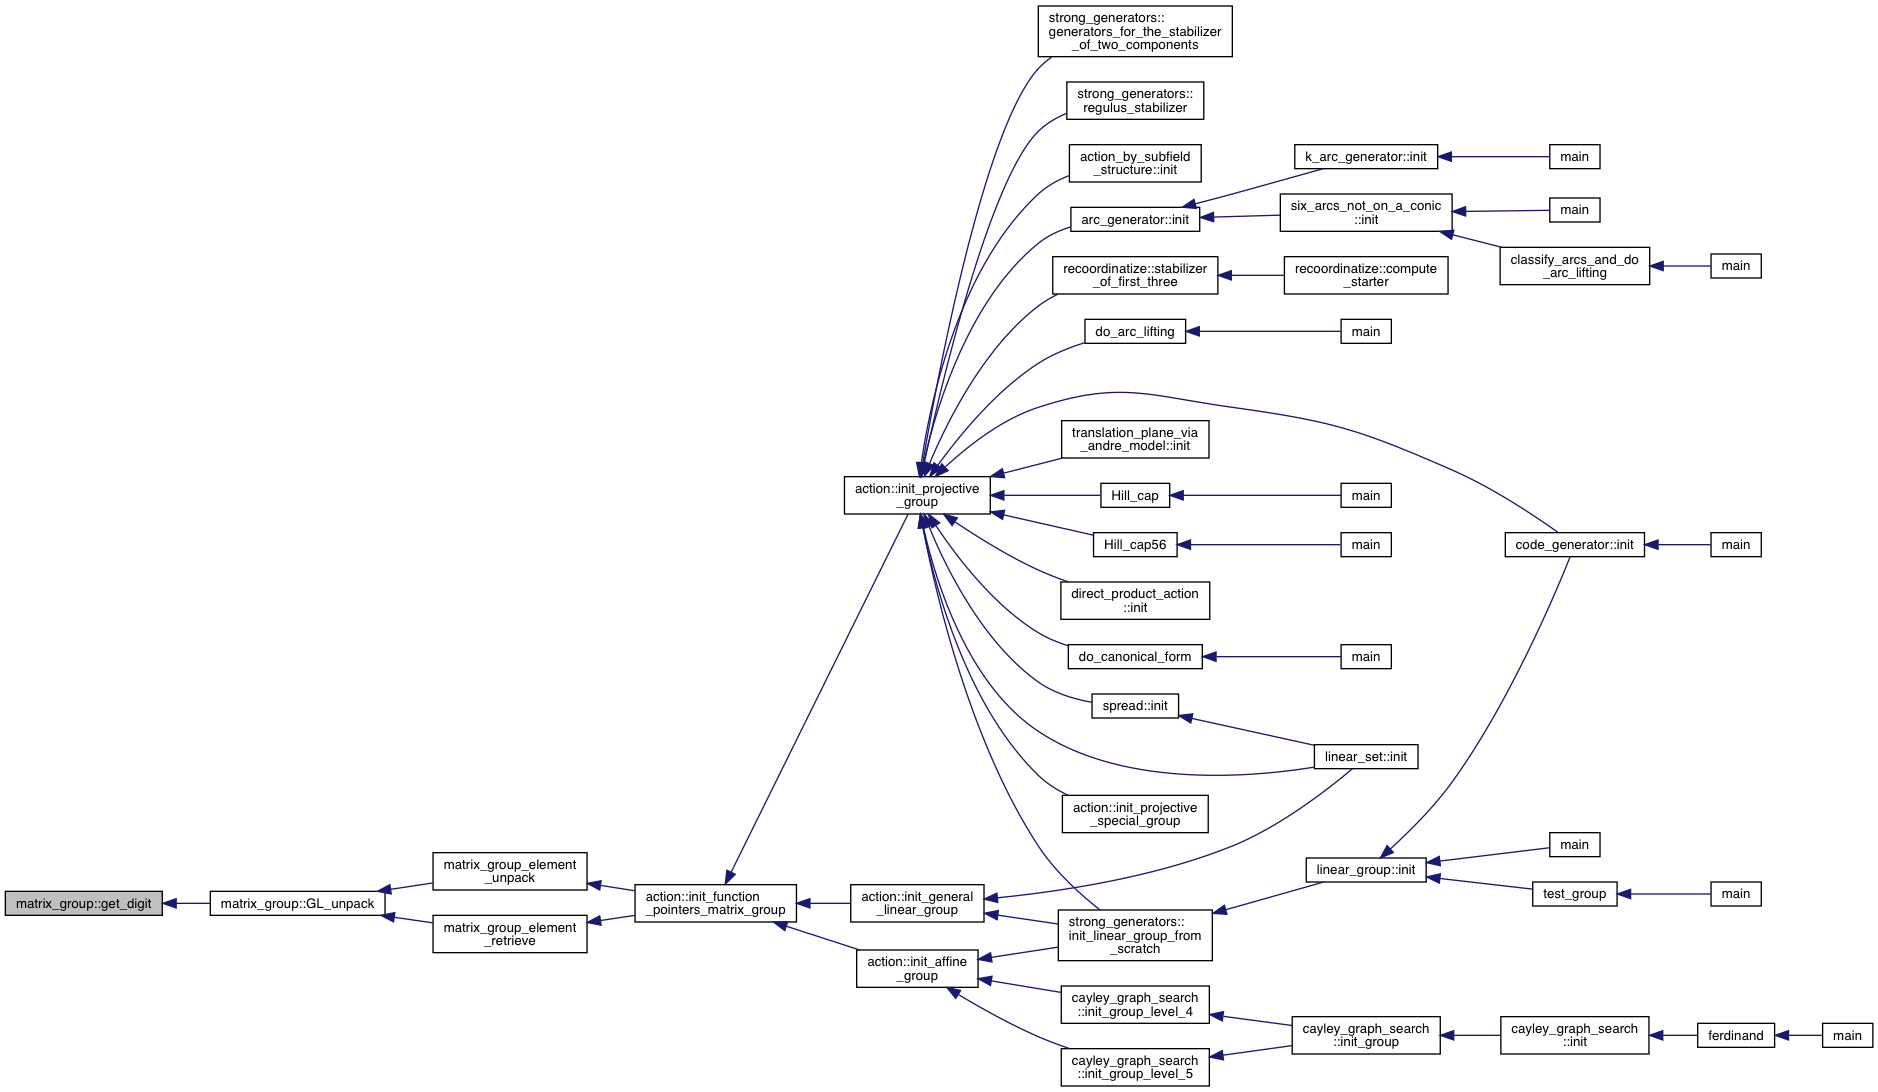 strong_generators::
generators_for_the_stabilizer
_of_two_components
strong_generators::
regulus_stabilizer
action_by_subfield
_structure::init
k_arc_generator::init
main
arc_generator::init
six_arcs_not_on_a_conic
::init
main
classify_arcs_and_do
_arc_lifting
main
recoordinatize::stabilizer
_of_first_three
recoordinatize::compute
_starter
do_arc_lifting
main
translation_plane_via
_andre_model::init
action::init_projective
_group
Hill_cap
main
Hill_cap56
main
code_generator::init
main
direct_product_action
::init
do_canonical_form
main
spread::init
linear_set::init
action::init_projective
_special_group
matrix_group::get_digit
matrix_group::GL_unpack
matrix_group_element
_unpack
matrix_group_element
_retrieve
action::init_function
_pointers_matrix_group
action::init_general
_linear_group
action::init_affine
_group
strong_generators::
init_linear_group_from
_scratch
linear_group::init
main
test_group
main
cayley_graph_search
::init_group_level_4
cayley_graph_search
::init_group_level_5
cayley_graph_search
::init_group
cayley_graph_search
::init
ferdinand
main